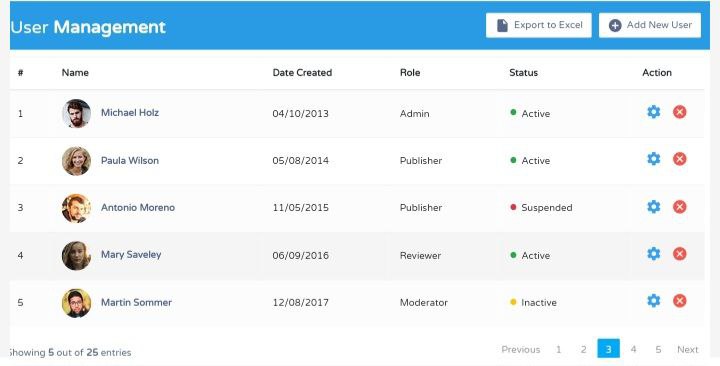 User Management Export to Excel Add New User
# Name Date Created Role Status Action
1 Michael Holz 04/10/2013 Admin Active
2 Paula Wilson 05/08/2014 Publisher Active
3 Antonio Moreno 11/05/2015 Publisher Suspended
4 Mary Saveley 06/09/2016 Reviewer Active
5 Martin Sommer 12/08/2017 Moderator Inactive
Showing 5 out of 25 entries Previous 1 2 3 4 5 Next